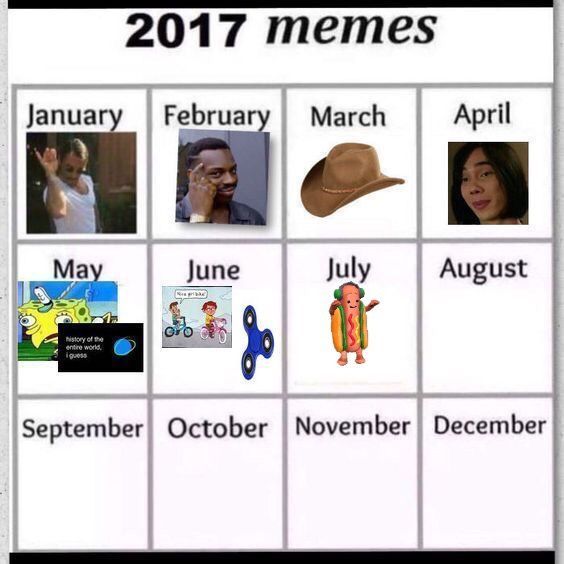 2017 memes
January
February
March
April
May
June
July
August
history of the
entire world,
i guess
Nice girl bike!
September
October
November
December